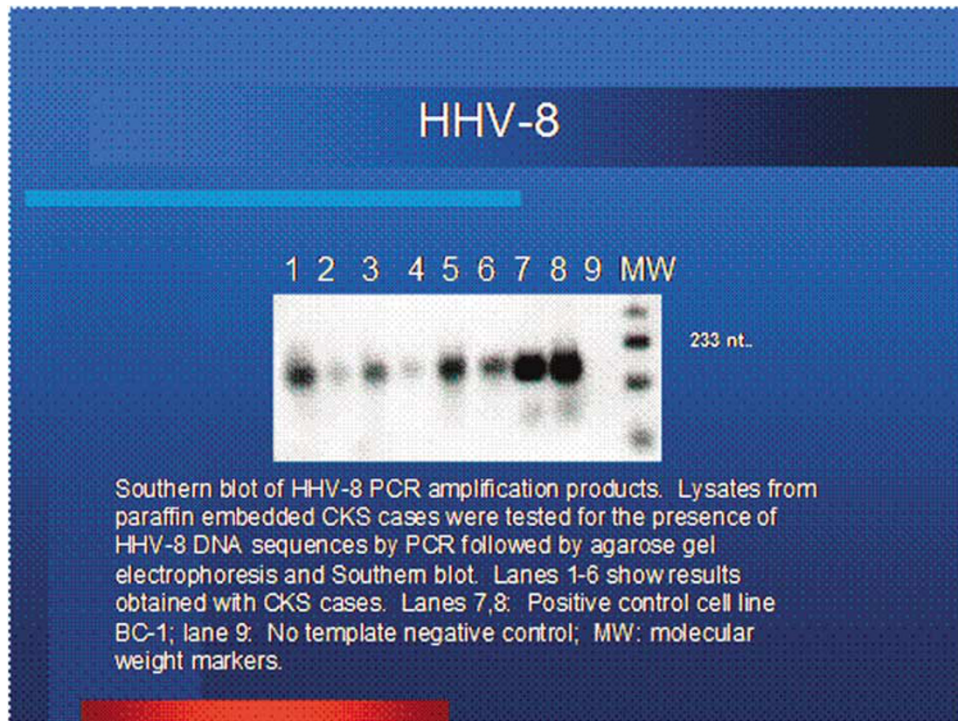 HHV-8
1 2 3 4 5 6 7 8 9 MW
233 nt..
Southern blot of HHV-8 PCR amplification products. Lysates from
paraffin embedded CKS cases were tested for the presence of
HHV-8 DNA sequences by PCR followed by agarose gel
electrophoresis and Southern blot. Lanes 1-6 show results
obtained with CKS cases. Lanes 7,8: Positive control cell line
BC-1; lane 9: No template negative control; MW: molecular
weight markers.